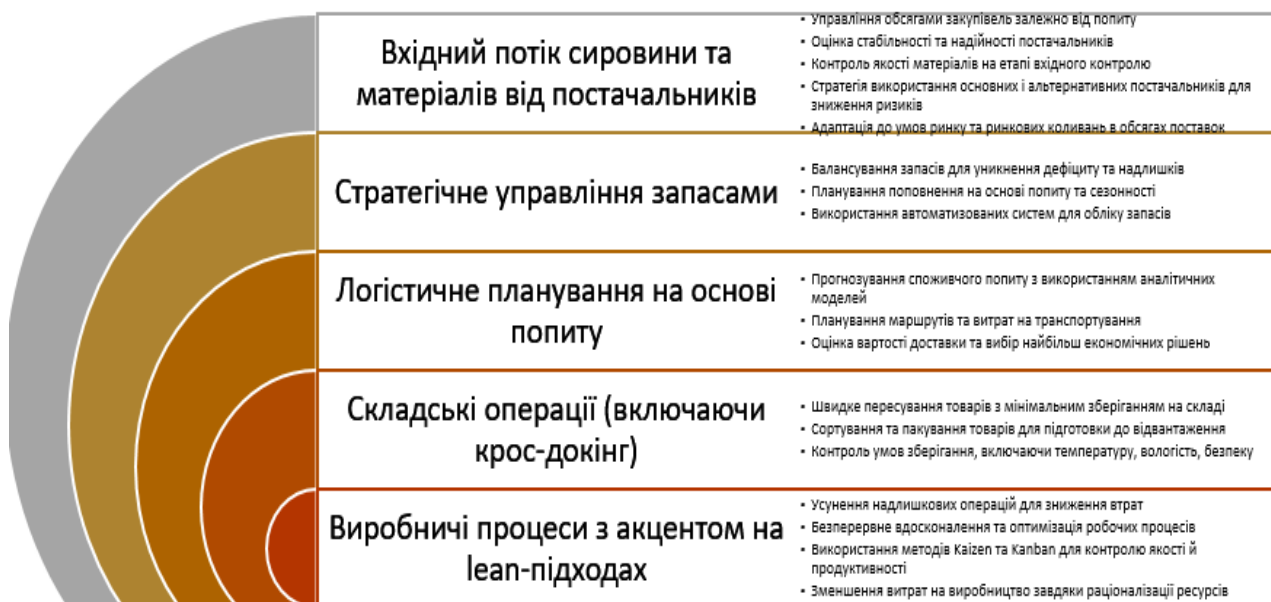 Вхідний потік сировини та
матеріалів від постачальників
▪ Управління обсягами закупівель залежно від попиту
▪ Оцінка стабільності та надійності постачальників
▪ Контроль якості матеріалів на етапі вхідного контролю
▪ Стратегія використання основних і альтернативних постачальників для
зниження ризиків
▪ Адаптація до умов ринку та ринкових коливань в обсягах поставок
Стратегічне управління запасами
▪ Балансування запасів для уникнення дефіциту та надлишків
▪ Планування поповнення на основі попиту та сезонності
▪ Використання автоматизованих систем для обліку запасів
Логістичне планування на основі
попиту
▪ Прогнозування споживчого попиту з використанням аналітичних
моделей
▪ Планування маршрутів та витрат на транспортування
▪ Оцінка вартості доставки та вибір найбільш економічних рішень
Складські операції (включаючи
крос-докінг)
▪ Швидке пересування товарів з мінімальним зберіганням на складі
▪ Сортування та пакування товарів для підготовки до відвантаження
▪ Контроль умов зберігання, включаючи температуру, вологість, безпеку
Виробничі процеси з акцентом на
lean-підходах
▪ Усунення надлишкових операцій для зниження втрат
▪ Безперервне вдосконалення та оптимізація робочих процесів
▪ Використання методів Kaizen та Kanban для контролю якості й
продуктивності
▪ Зменшення витрат на виробництво завдяки раціоналізації ресурсів